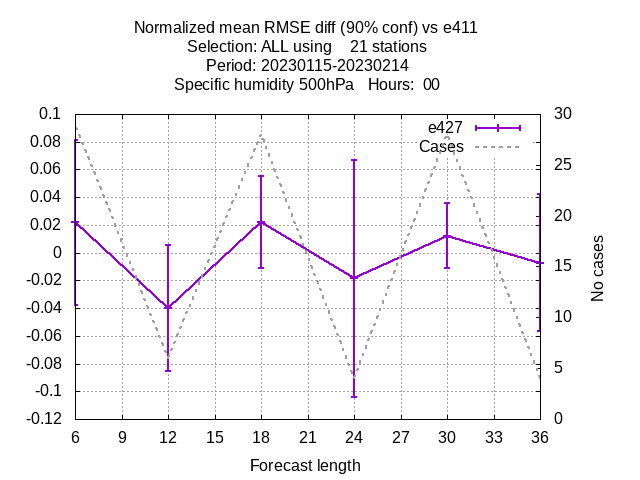 Normalized mean RMSE diff (90% conf) vs e411
Selection: ALL using    21 stations
Period: 20230115-20230214
Specific humidity 500hPa   Hours:  00
0.1
0.08
0.06
0.04
0.02
0
-0.02
-0.04
-0.06
-0.08
-0.1
-0.12
e427
Cases
30
25
20
15
10
5
0
No cases
6 9 12 15 18 21 24 27 30 33 36
Forecast length